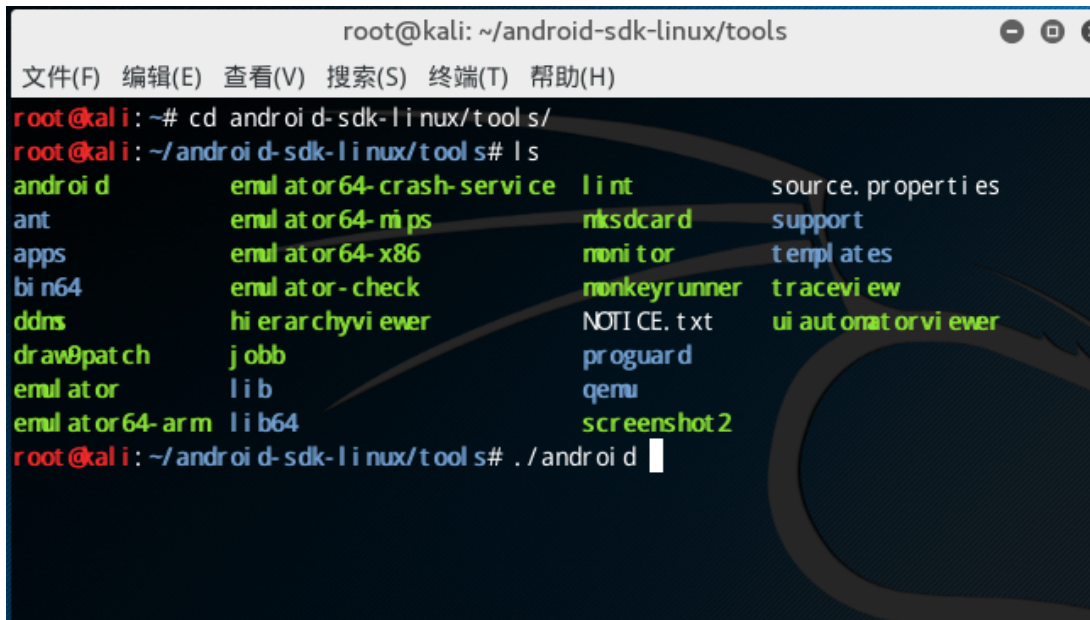 root@kali: ~/android-sdk-linux/tools
文件(F) 编辑(E) 查看(V) 搜索(S) 终端(T) 帮助(H)
root@kali:~# cd android-sdk-linux/tools/
root@kali:~/android-sdk-linux/tools# ls
android emulator64-crash-service lint source.properties
ant emulator64-mips mksdcard support
apps emulator64-x86 monitor templates
bin64 emulator-check monkeyrunner traceview
ddms hierarchyviewer NOTICE.txt uiautomatorviewer
draw9patch jobb proguard
emulator lib qemu
emulator64-arm lib64 screenshot2
root@kali:~/android-sdk-linux/tools# ./android